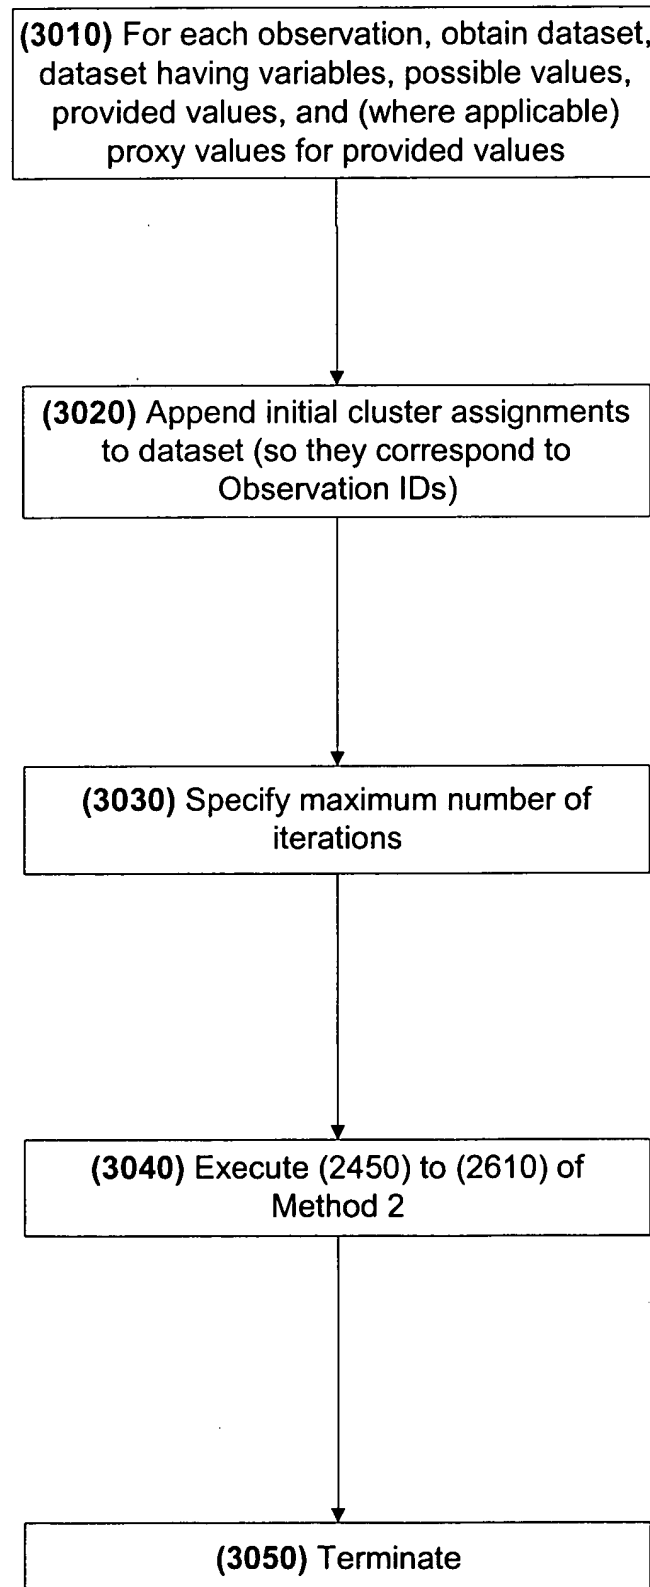 (3010) For each observation, obtain dataset,
dataset having variables, possible values,
provided values, and (where applicable)
proxy values for provided values
(3020) Append initial cluster assignments
to dataset (so they correspond to
Observation IDs)
(3030) Specify maximum number of
iterations
(3040) Execute (2450) to (2610) of
Method 2
(3050) Terminate